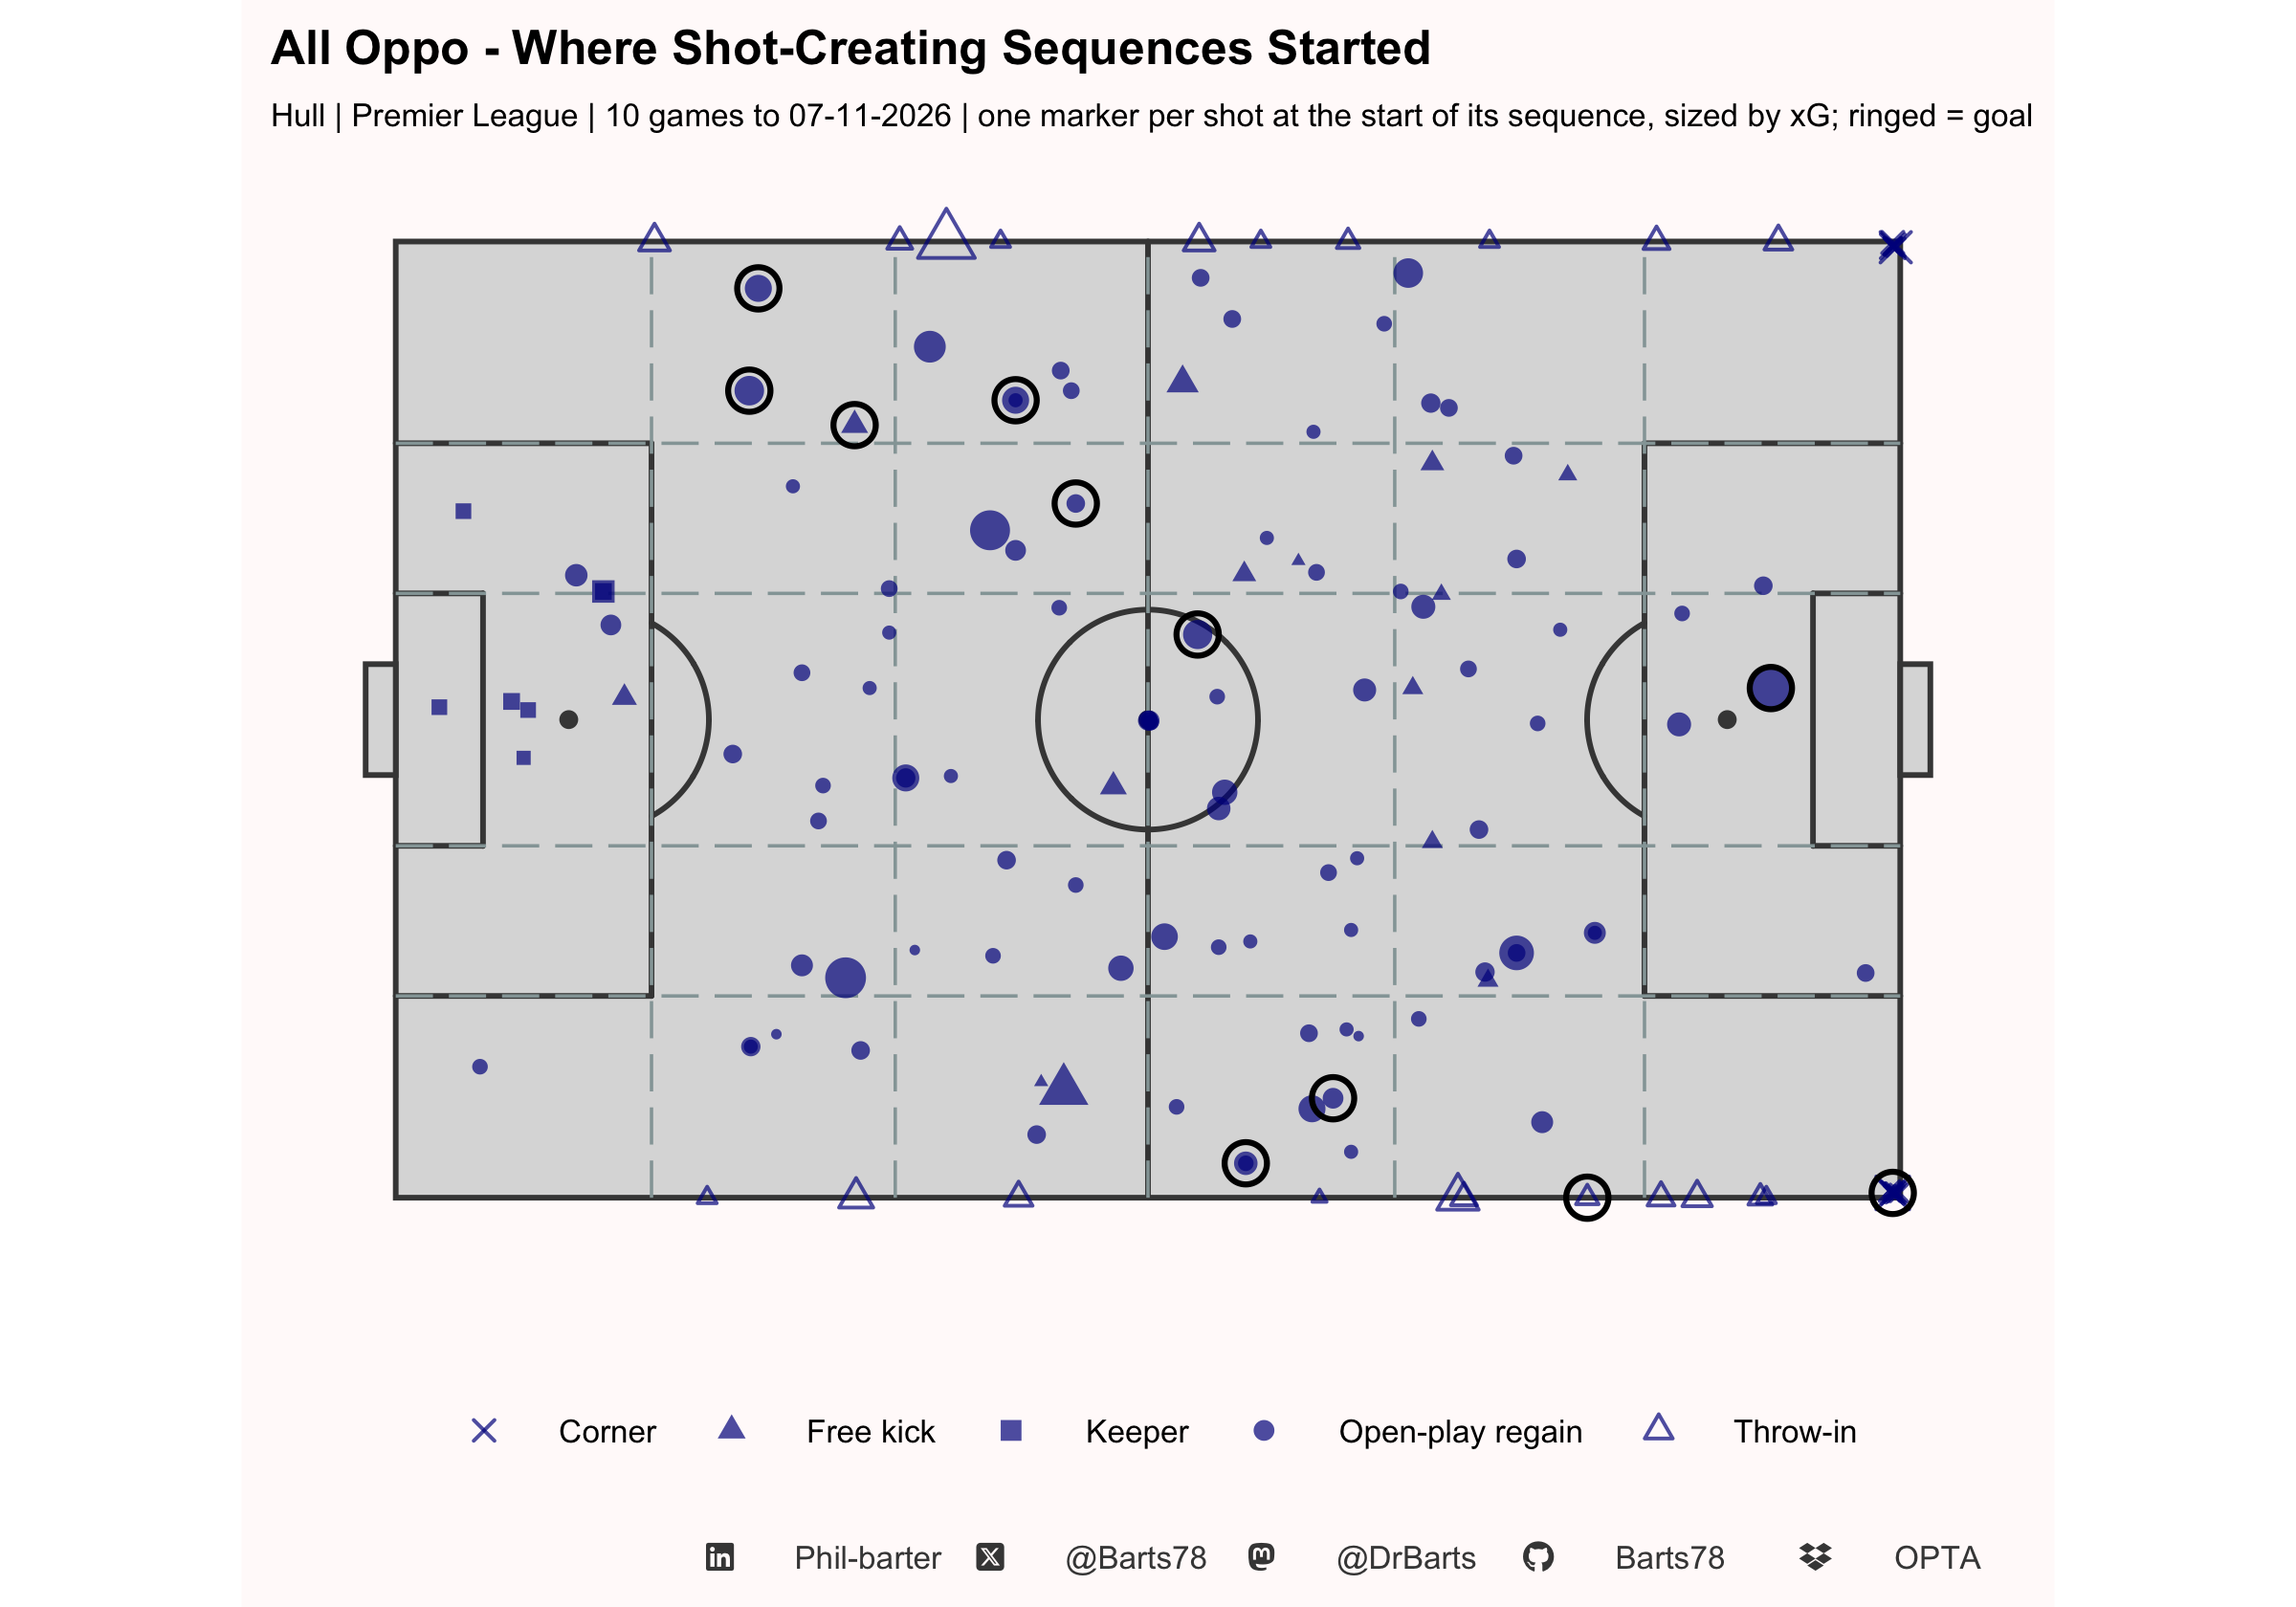 All Oppo - Where Shot-Creating Sequences Started
Hull | Premier League | 10 games to 07-11-2026 | one marker per shot at the start of its sequence, sized by xG; ringed = goal
Corner Free kick Keeper Open-play regain Throw-in
Phil-barter @Barts78 @DrBarts Barts78 OPTA